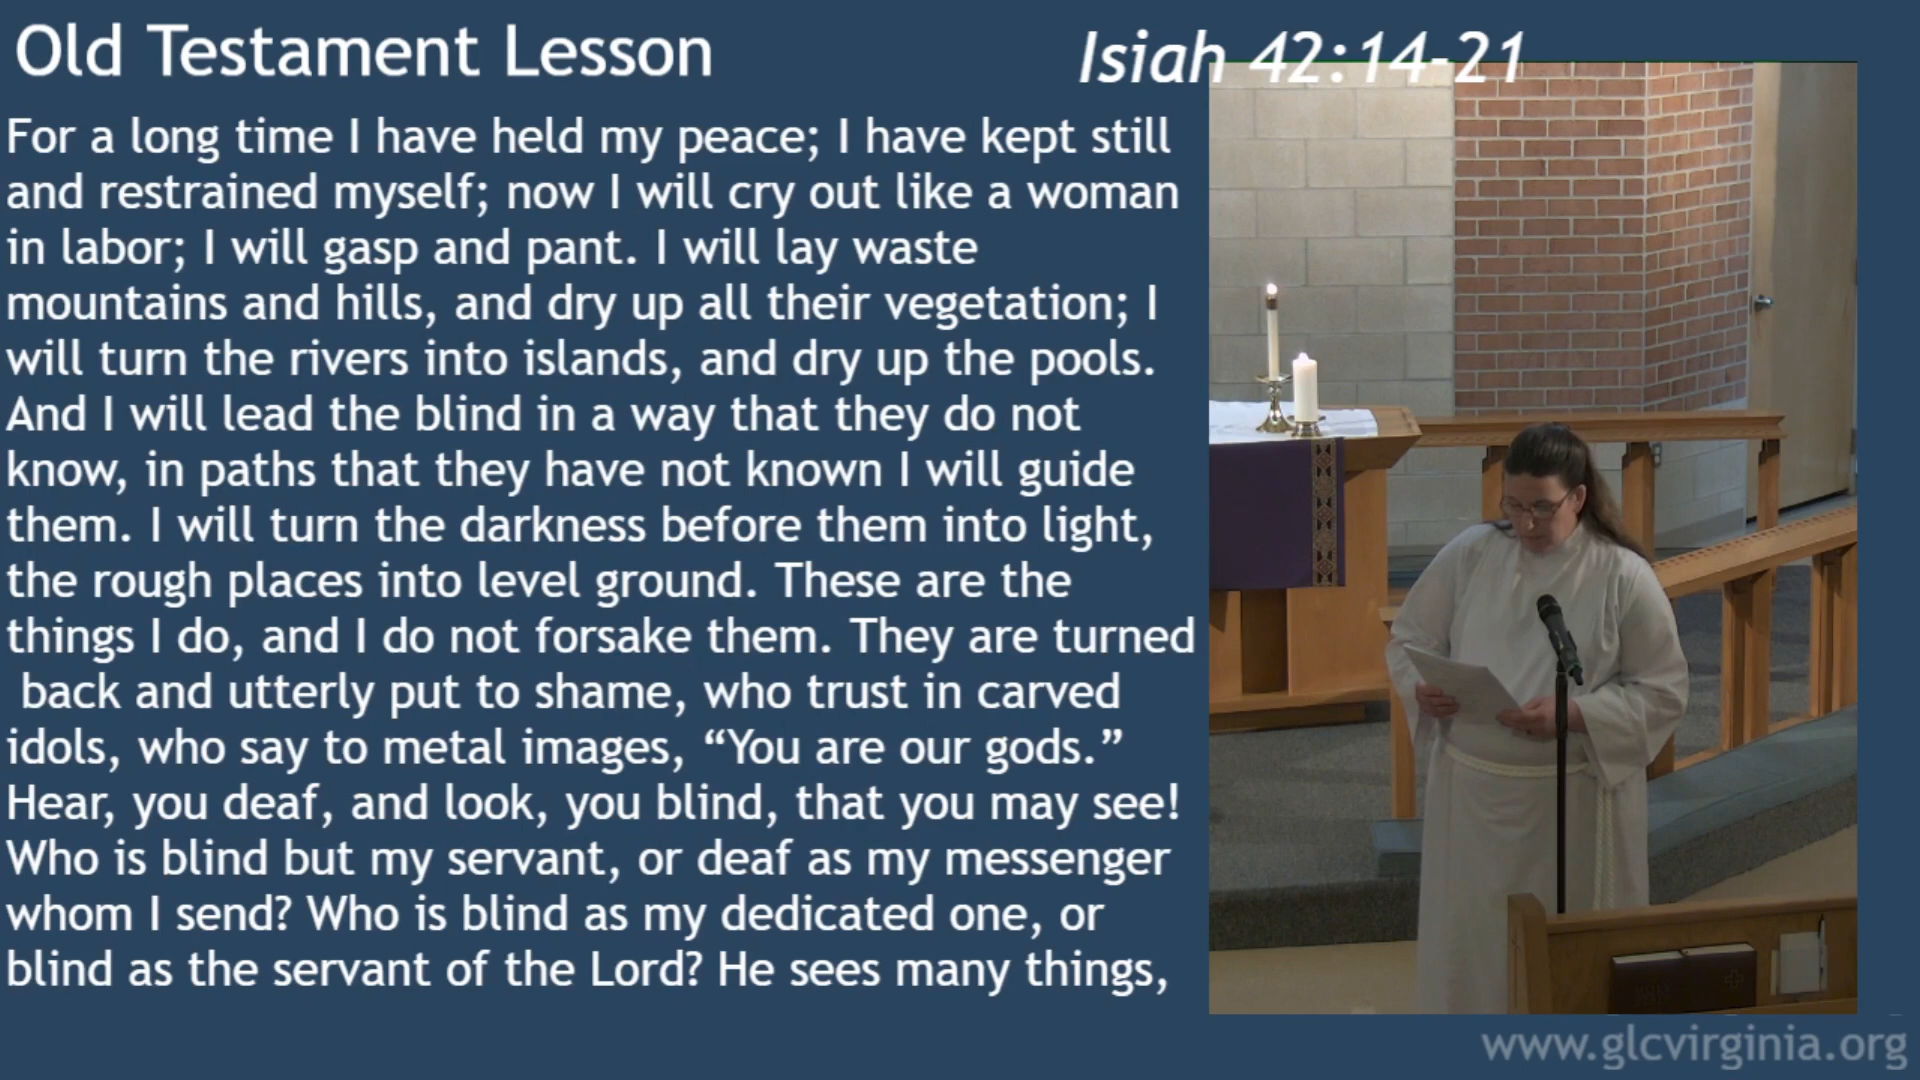 Old Testament Lesson
Isiah 42:14-21
For a long time I have held my peace; I have kept still
and restrained myself; now I will cry out like a woman
in labor; I will gasp and pant. I will lay waste
mountains and hills, and dry up all their vegetation; I
will turn the rivers into islands, and dry up the pools.
And I will lead the blind in a way that they do not
know, in paths that they have not known I will guide
them. I will turn the darkness before them into light,
the rough places into level ground. These are the
things I do, and I do not forsake them. They are turned
back and utterly put to shame, who trust in carved
idols, who say to metal images, “You are our gods.”
Hear, you deaf, and look, you blind, that you may see!
Who is blind but my servant, or deaf as my messenger
whom I send? Who is blind as my dedicated one, or
blind as the servant of the Lord? He sees many things,
www.glcvirginia.org